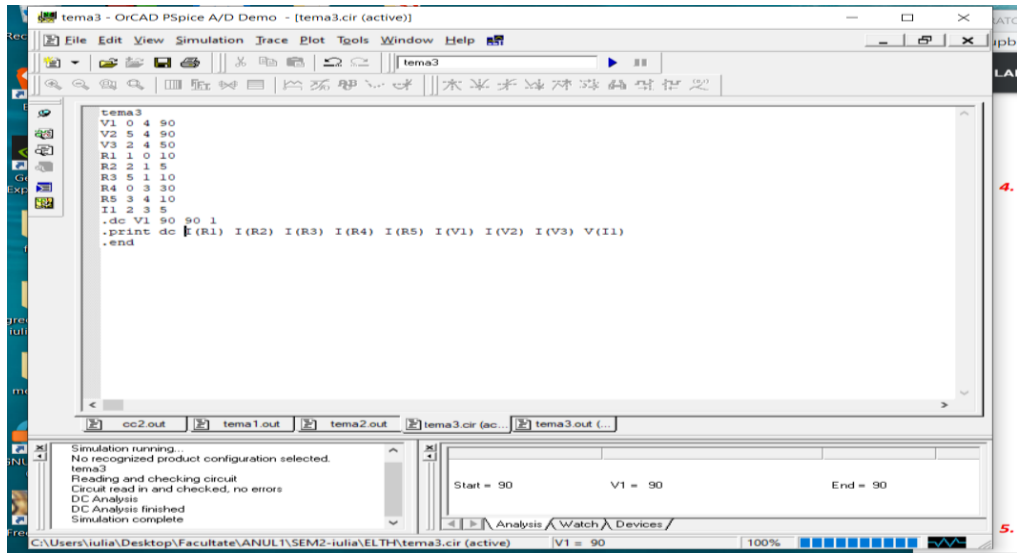 tema3 - OrCAD PSpice A/D Demo - [tema3.cir (active)]
File Edit View Simulation Trace Plot Tools Window Help
tema3
tema3
V1 0 4 90
V2 5 4 90
V3 2 4 50
R1 1 0 10
R2 2 1 5
R3 5 1 10
R4 0 3 30
R5 3 4 10
I1 2 3 5
.dc V1 90 90 1
.print dc I(R1) I(R2) I(R3) I(R4) I(R5) I(V1) I(V2) I(V3) V(I1)
.end
4.
cc2.out tema1.out tema2.out tema3.cir (ac... tema3.out (...
Simulation running...
No recognized product configuration selected.
tema3
Reading and checking circuit
Circuit read in and checked, no errors
DC Analysis
DC Analysis finished
Simulation complete
Start = 90 V1 = 90 End = 90
Analysis Watch Devices
5.
C:\Users\iulia\Desktop\Facultate\ANUL1\SEM2-iulia\ELTH\tema3.cir (active) V1 = 90 100%